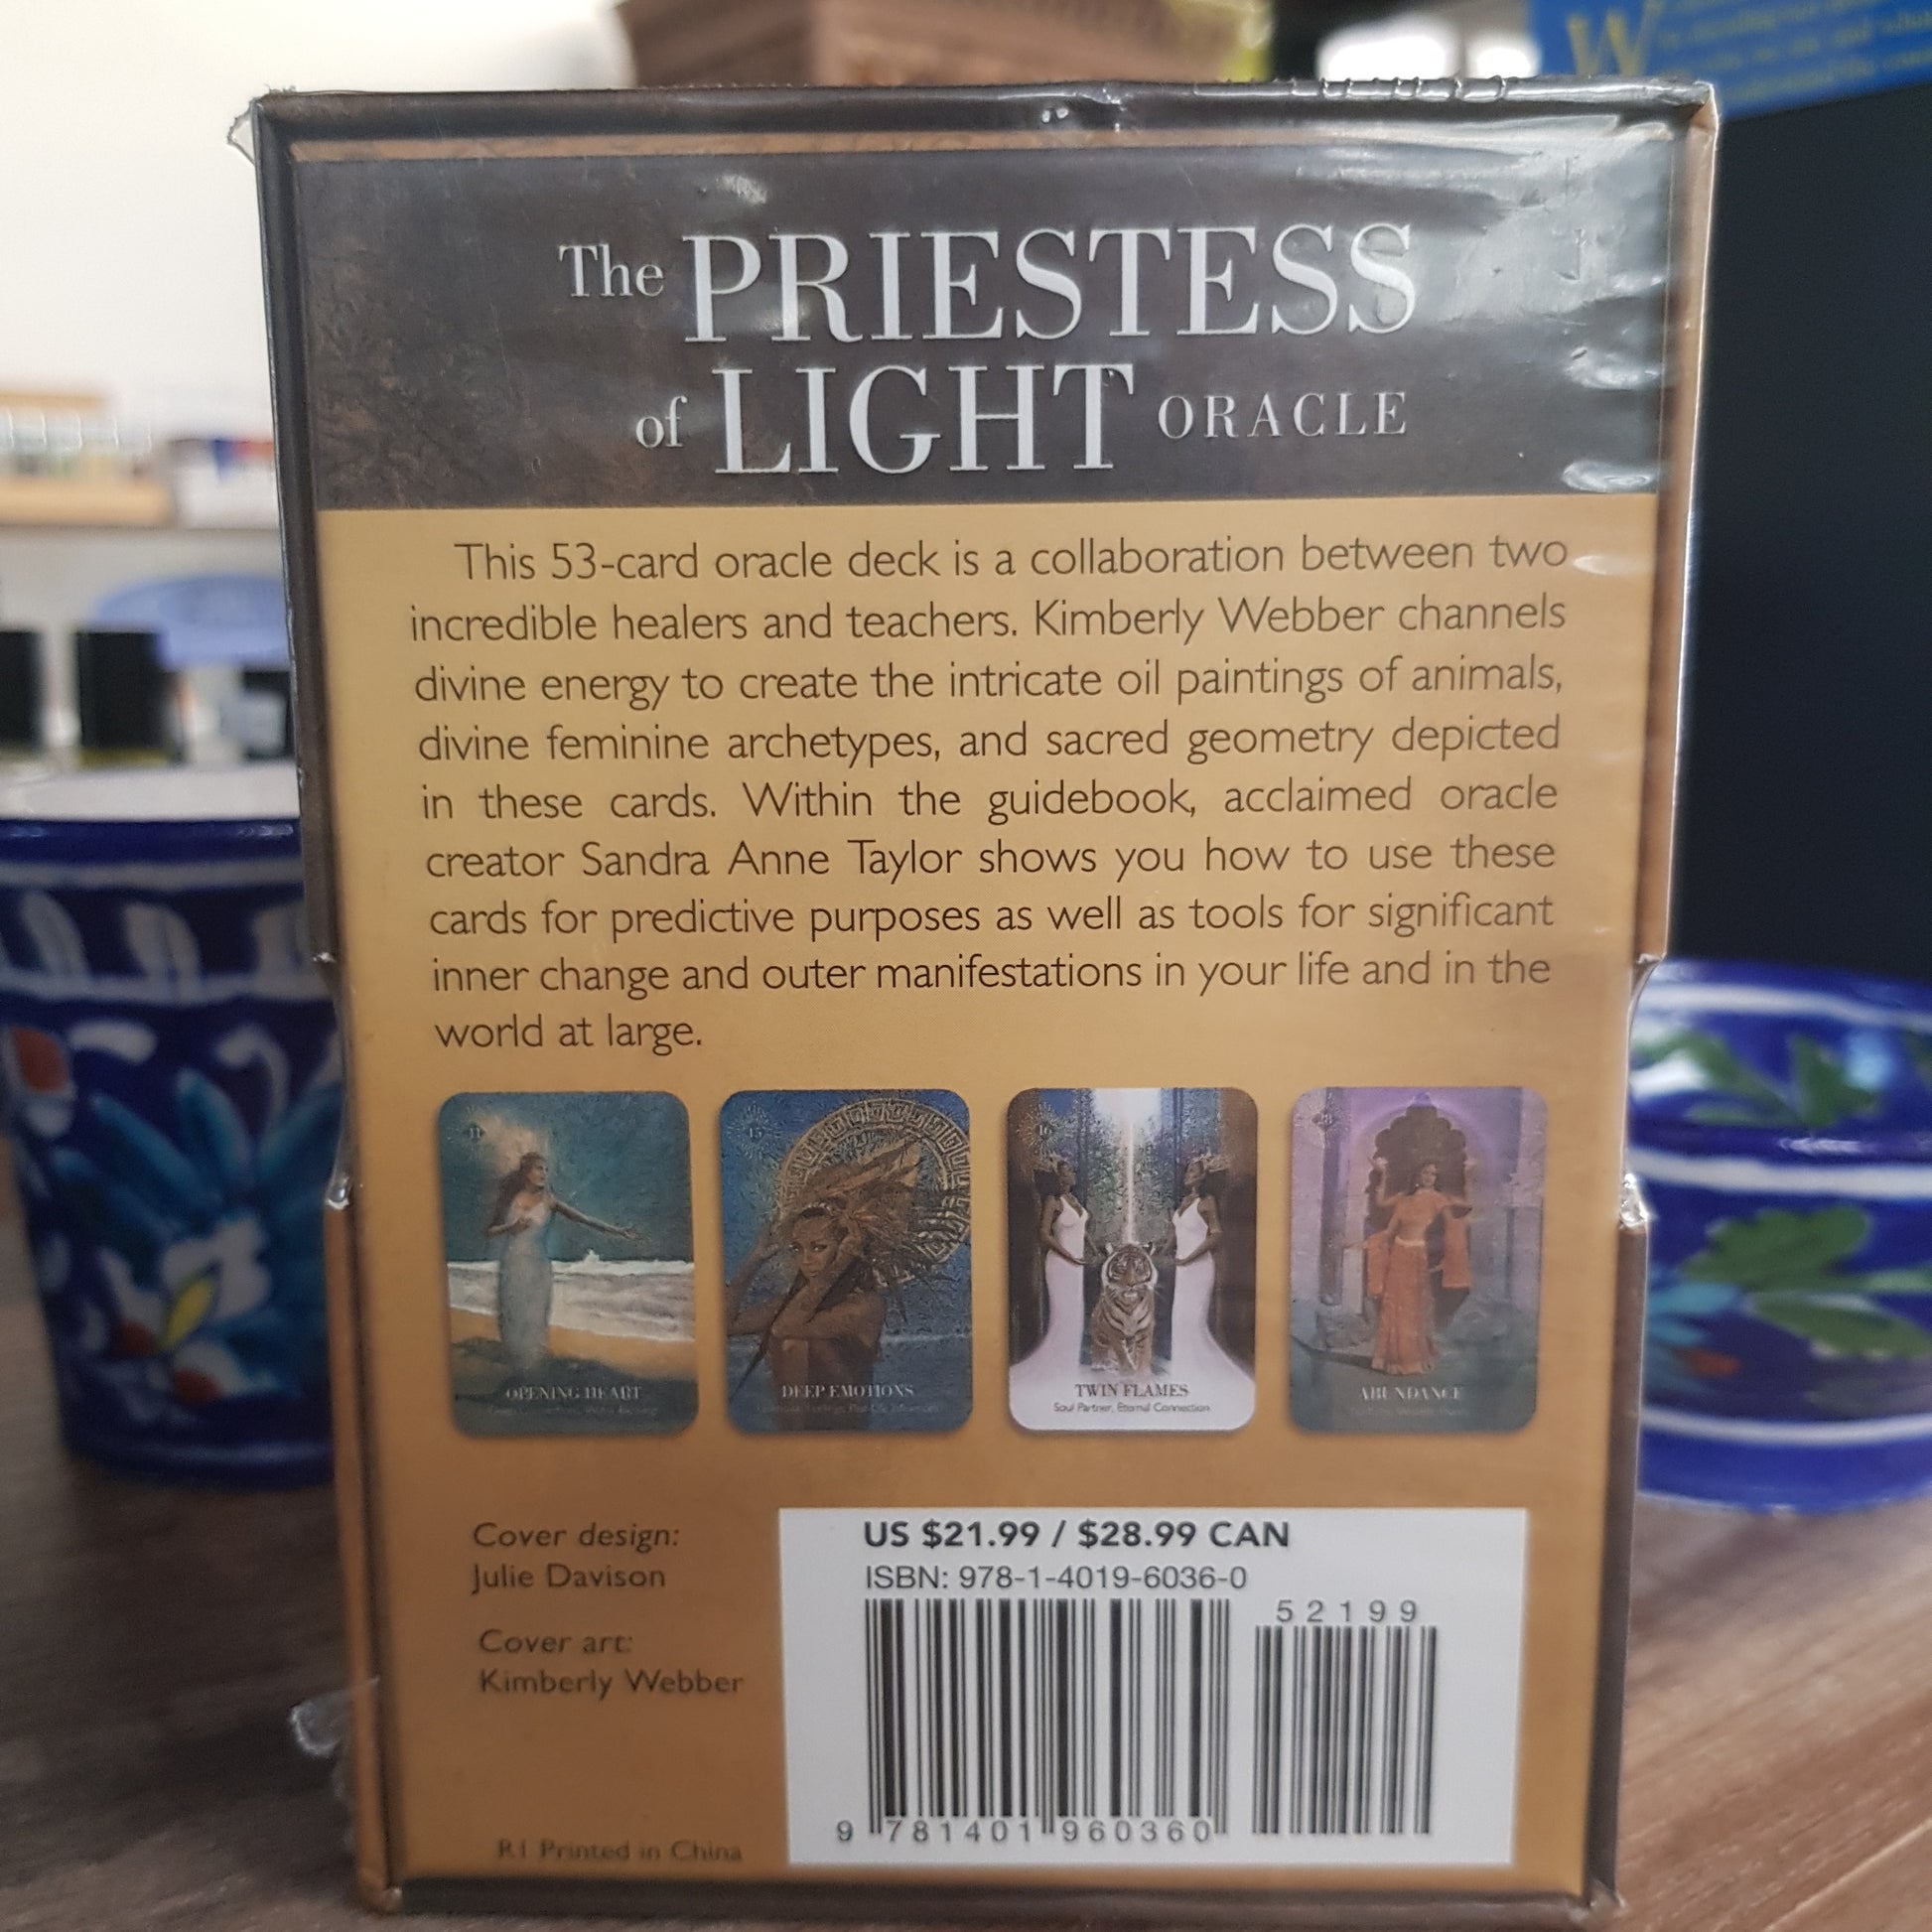 The PRIESTESS
of LIGHT ORACLE
This 53-card oracle deck is a collaboration between two
incredible healers and teachers. Kimberly Webber channels
divine energy to create the intricate oil paintings of animals,
divine feminine archetypes, and sacred geometry depicted
in these cards. Within the guidebook, acclaimed oracle
creator Sandra Anne Taylor shows you how to use these
cards for predictive purposes as well as tools for significant
inner change and outer manifestations in your life and in the
world at large.
11
15
16
OPENING HEART
DEEP EMOTIONS
TWIN FLAMES
Soul Partner, Eternal Connection
ABUNDANCE
Cover design:
Julie Davison
Cover art:
Kimberly Webber
R1 Printed in China
US $21.99 / $28.99 CAN
ISBN: 978-1-4019-6036-0
52199
9 781401 960360